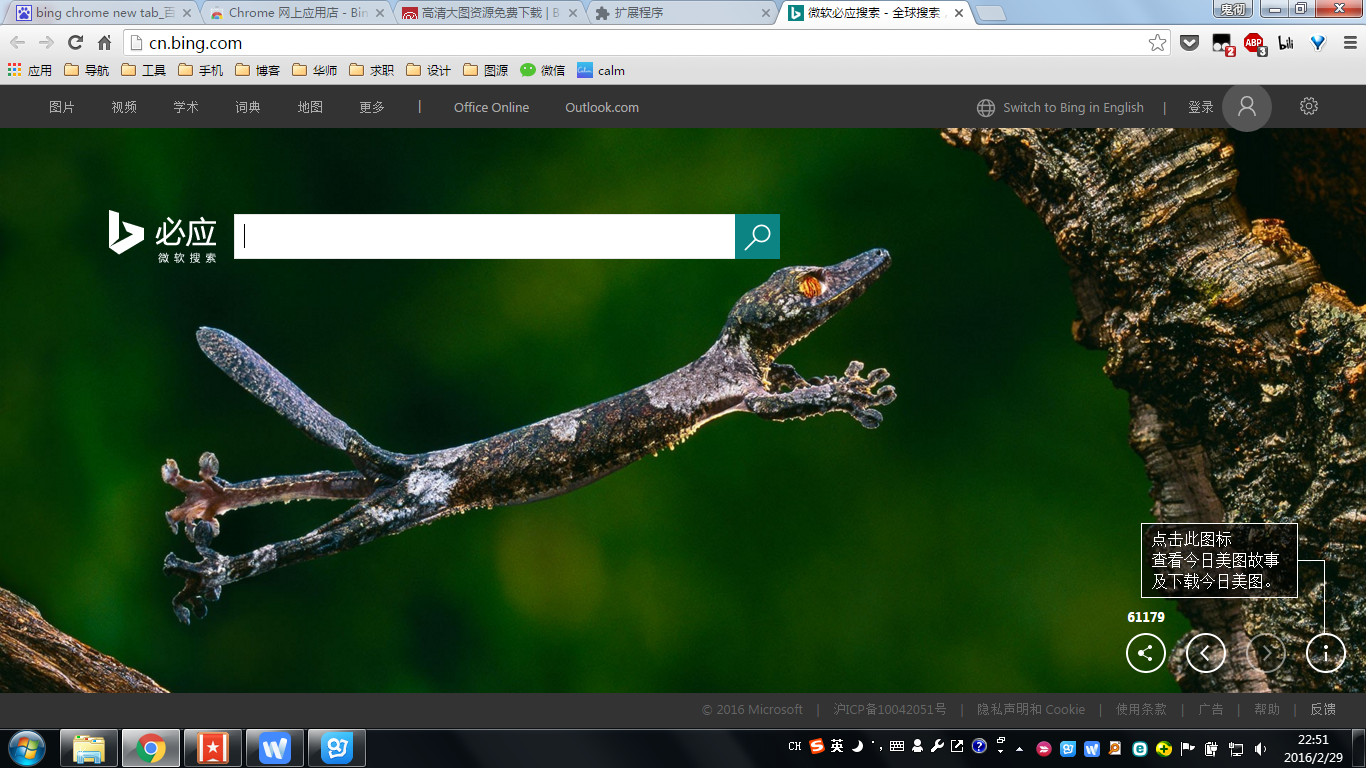 bing chrome new tab_百
Chrome 网上应用店 - Bin
高清大图资源免费下载 | B
扩展程序
微软必应搜索 - 全球搜索
鬼彻
cn.bing.com
2
ABP
3
应用
导航
工具
手机
博客
华师
求职
设计
图源
微信
calm
图片
视频
学术
词典
地图
更多
|
Office Online
Outlook.com
Switch to Bing in English
|
登录
必应
微软搜索
点击此图标
查看今日美图故事
及下载今日美图。
61179
© 2016 Microsoft | 沪ICP备10042051号 | 隐私声明和 Cookie | 使用条款 | 广告 | 帮助 | 反馈
CH
英
22:51
2016/2/29